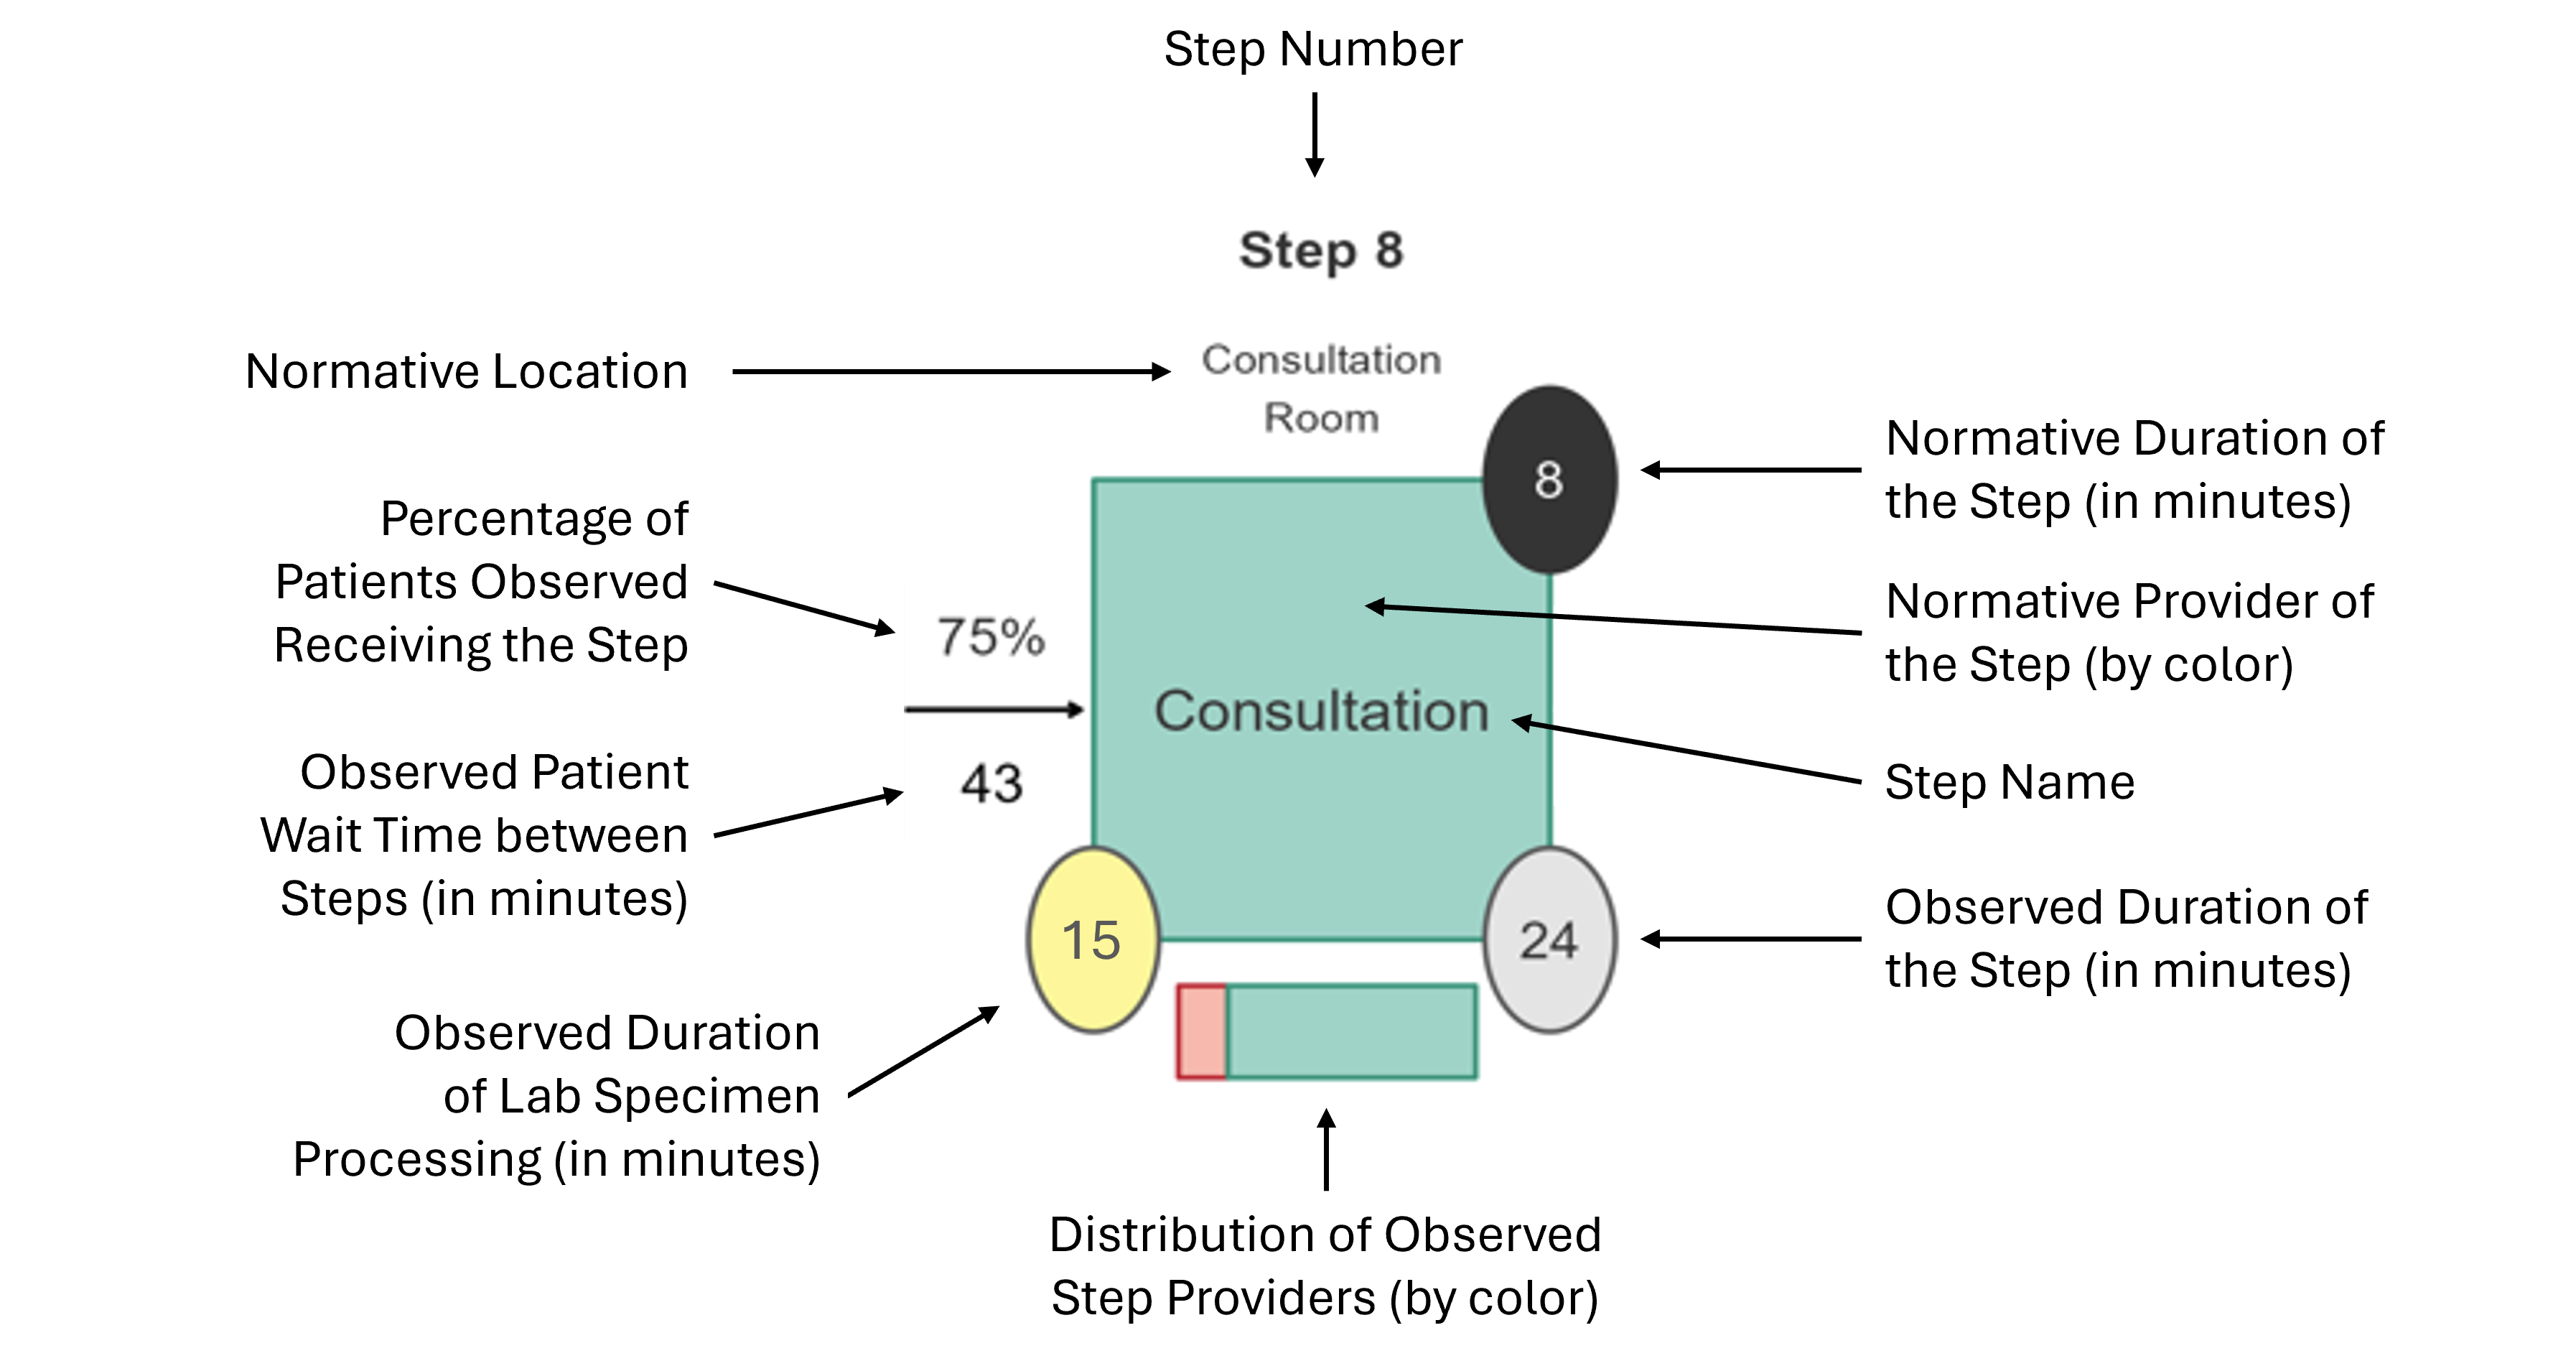 Step Number
Step 8
Normative Location
Consultation
Room
8
Normative Duration of
the Step (in minutes)
Percentage of
Patients Observed
Receiving the Step
75%
Normative Provider of
the Step (by color)
Consultation
Step Name
Observed Patient
Wait Time between
Steps (in minutes)
43
15
24
Observed Duration of
the Step (in minutes)
Observed Duration
of Lab Specimen
Processing (in minutes)
Distribution of Observed
Step Providers (by color)